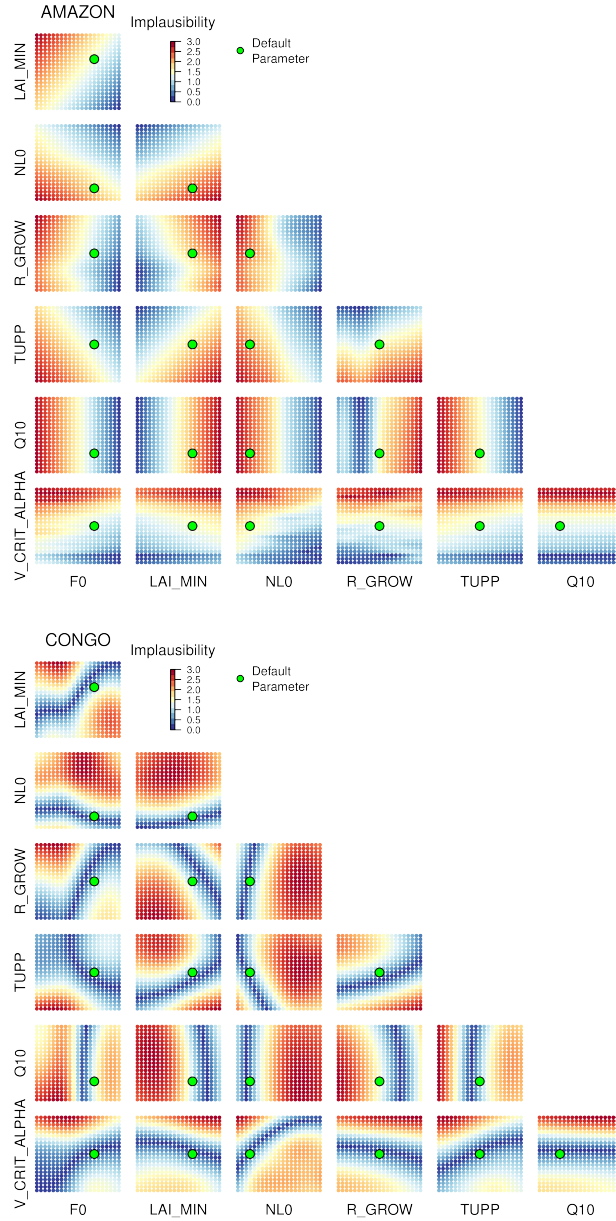 AMAZON
Implausibility
3.0
2.5
2.0
1.5
1.0
0.5
0.0
Default
Parameter
LAI_MIN
NL0
R_GROW
TUPP
Q10
V_CRIT_ALPHA
F0 LAI_MIN NL0 R_GROW TUPP Q10
CONGO
Implausibility
3.0
2.5
2.0
1.5
1.0
0.5
0.0
Default
Parameter
LAI_MIN
NL0
R_GROW
TUPP
Q10
V_CRIT_ALPHA
F0 LAI_MIN NL0 R_GROW TUPP Q10